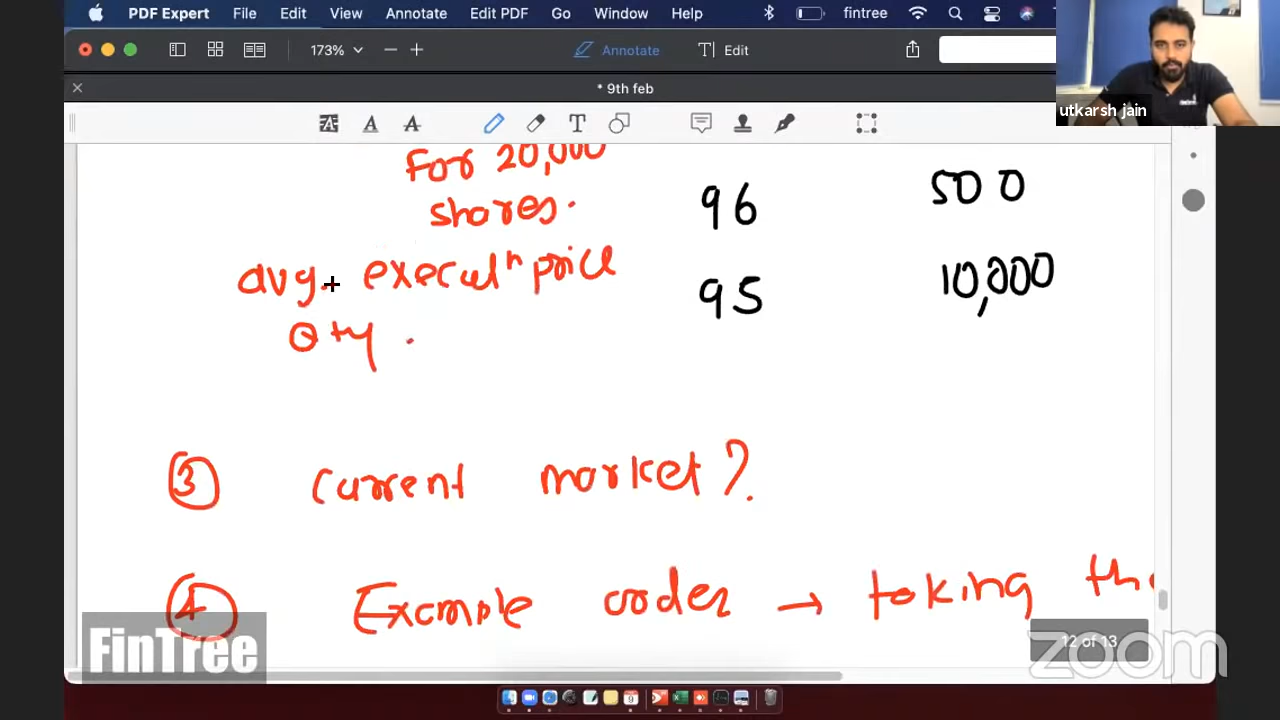 PDF Expert File Edit View Annotate Edit PDF Go Window Help fintree
173% Annotate T Edit
* 9th feb
utkarsh jain
For 20,000
shares.
96 500
avg. execuⁿ price
95 10,000
Qty .
3 Current market?
4 Example order → taking the
12 of 13
FinTree
zoom